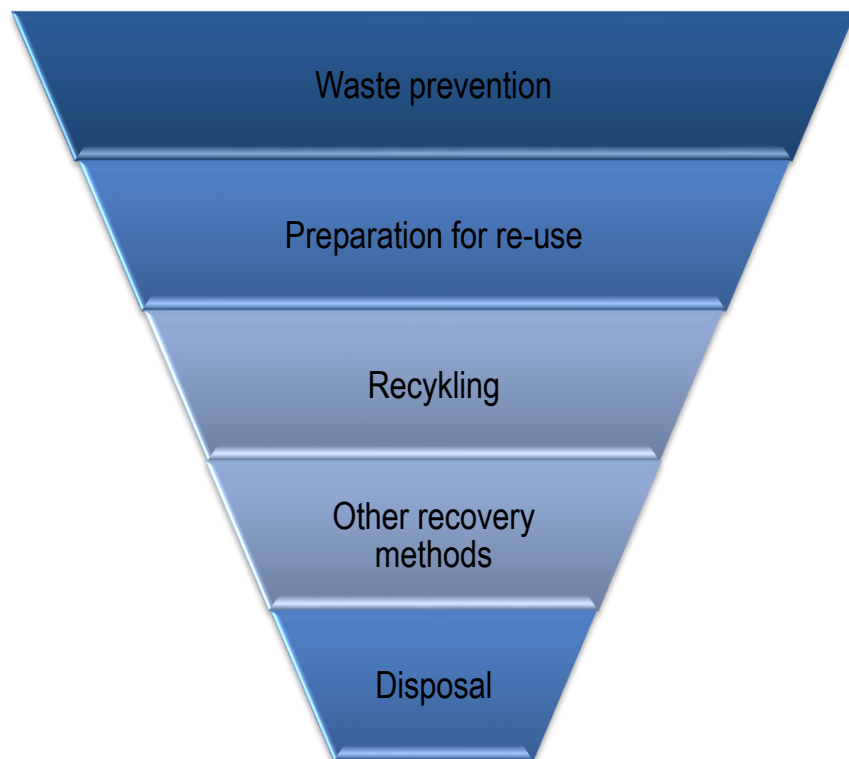 Waste prevention
Preparation for re-use
Recykling
Other recovery
methods
Disposal